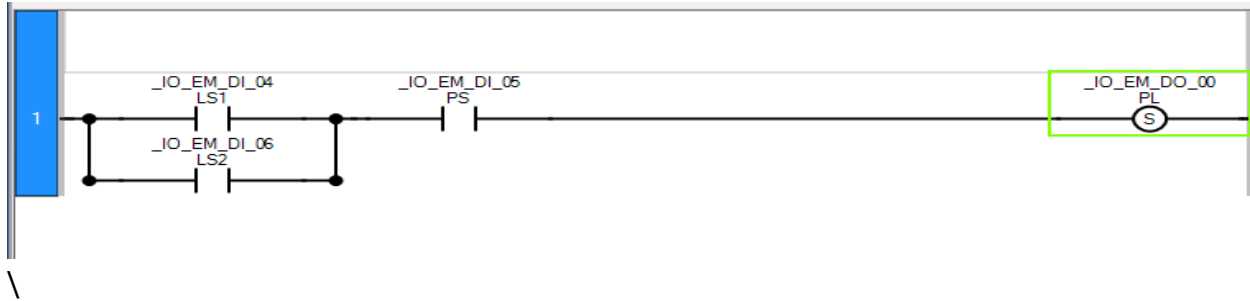 _IO_EM_DI_04
LS1
_IO_EM_DI_05
PS
_IO_EM_DO_00
PL
1
S
_IO_EM_DI_06
LS2
\